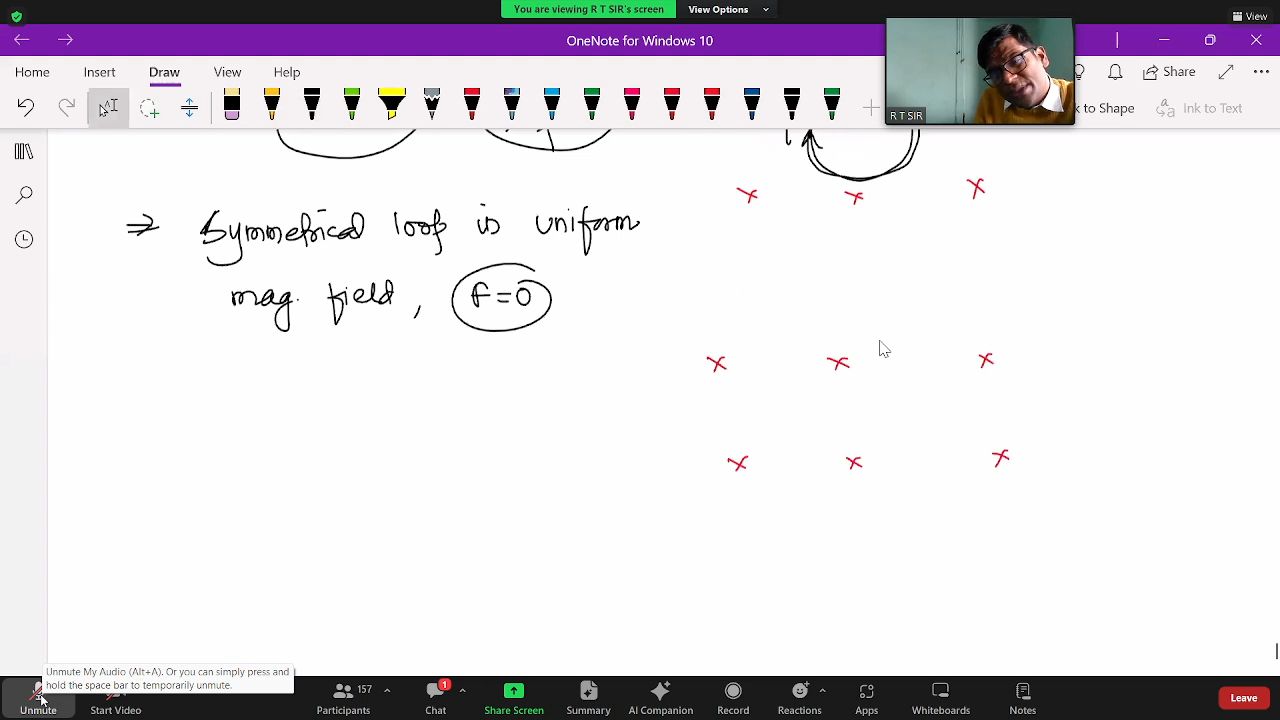 You are viewing R T SIR's screen
View Options
View
OneNote for Windows 10
Home
Insert
Draw
View
Help
Share
k to Shape
Ink to Text
R T SIR
⇒ Symmetrical loop is uniform
mag. field, F = 0
Unmute My Audio (Alt+A). Or you can simply press and
hold the space bar to temporarily unmute.
Unmute
Start Video
157
Participants
1
Chat
Share Screen
Summary
AI Companion
Record
Reactions
Apps
Whiteboards
Notes
Leave